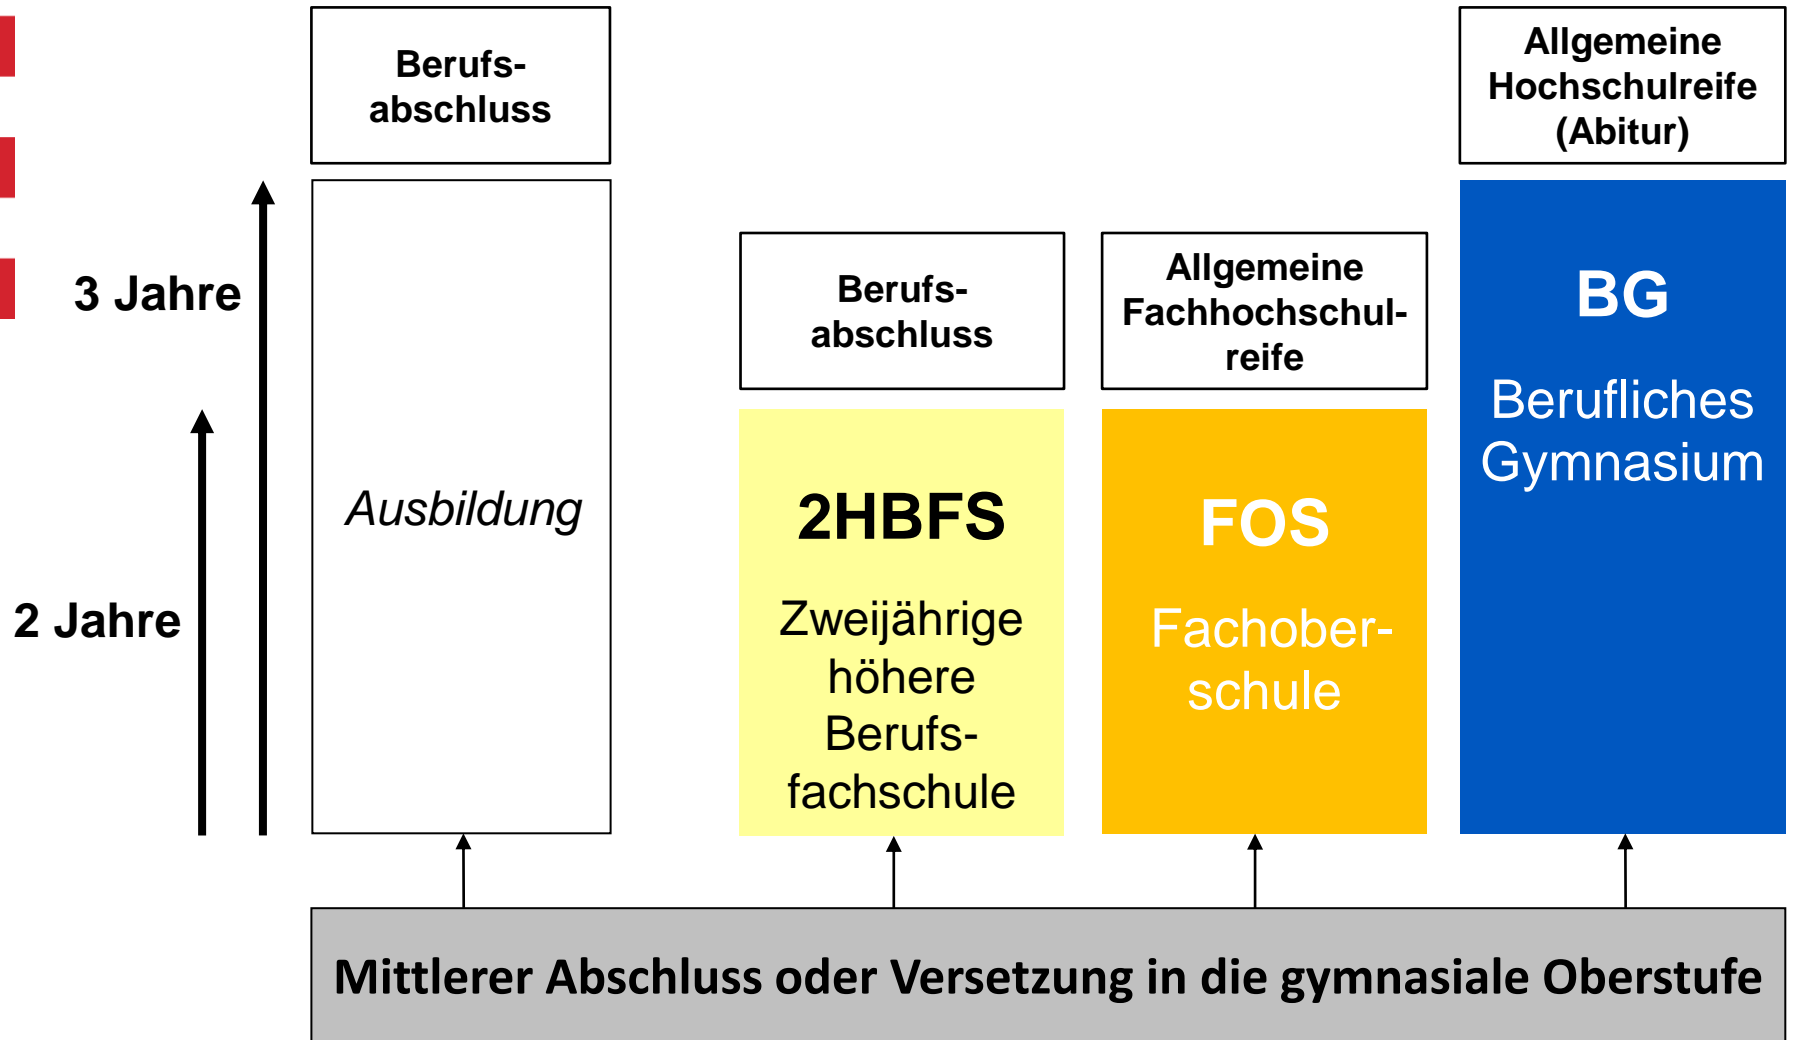 Berufs-
abschluss
Allgemeine
Hochschulreife
(Abitur)
3 Jahre
2 Jahre
Ausbildung
Berufs-
abschluss
2HBFS
Zweijährige
höhere
Berufs-
fachschule
Allgemeine
Fachhochschul-
reife
FOS
Fachober-
schule
BG
Berufliches
Gymnasium
Mittlerer Abschluss oder Versetzung in die gymnasiale Oberstufe